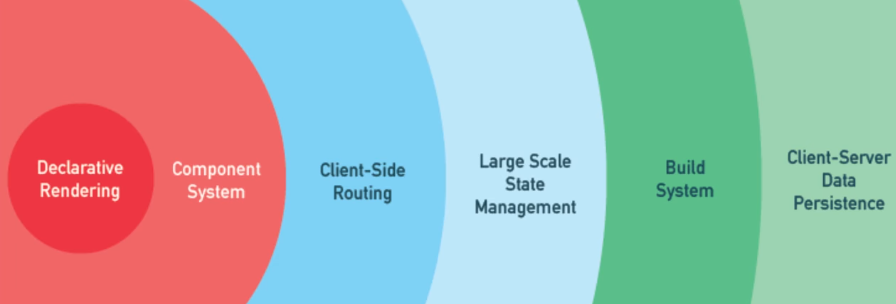 Declarative
Rendering
Component
System
Client-Side
Routing
Large Scale
State
Management
Build
System
Client-Server
Data
Persistence